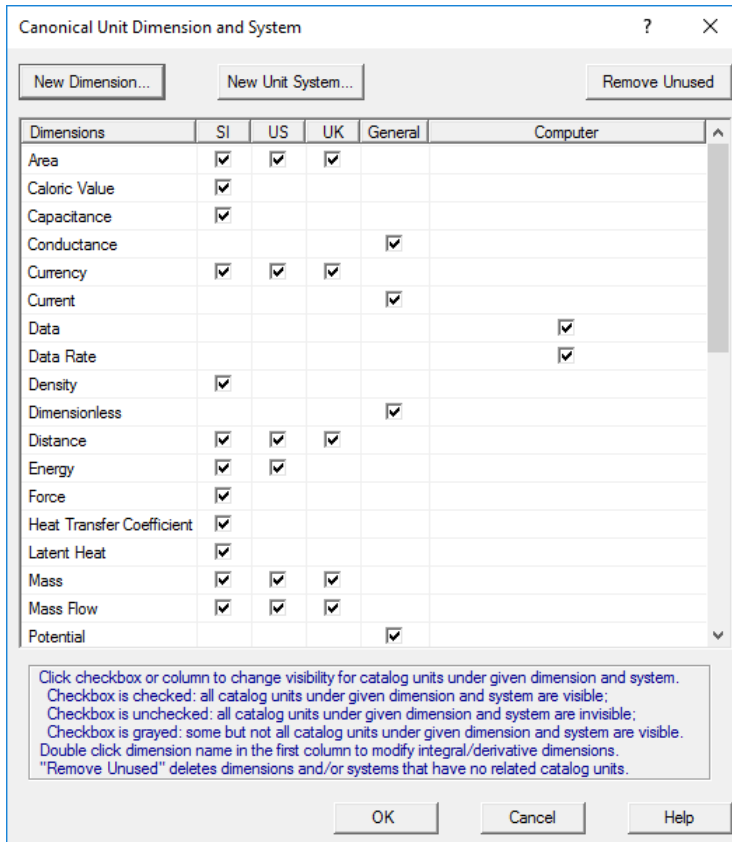 Canonical Unit Dimension and System ?
New Dimension... New Unit System... Remove Unused
Dimensions SI US UK General Computer
Area
Caloric Value
Capacitance
Conductance
Currency
Current
Data
Data Rate
Density
Dimensionless
Distance
Energy
Force
Heat Transfer Coefficient
Latent Heat
Mass
Mass Flow
Potential
Click checkbox or column to change visibility for catalog units under given dimension and system.
Checkbox is checked: all catalog units under given dimension and system are visible;
Checkbox is unchecked: all catalog units under given dimension and system are invisible;
Checkbox is grayed: some but not all catalog units under given dimension and system are visible.
Double click dimension name in the first column to modify integral/derivative dimensions.
"Remove Unused" deletes dimensions and/or systems that have no related catalog units.
OK Cancel Help